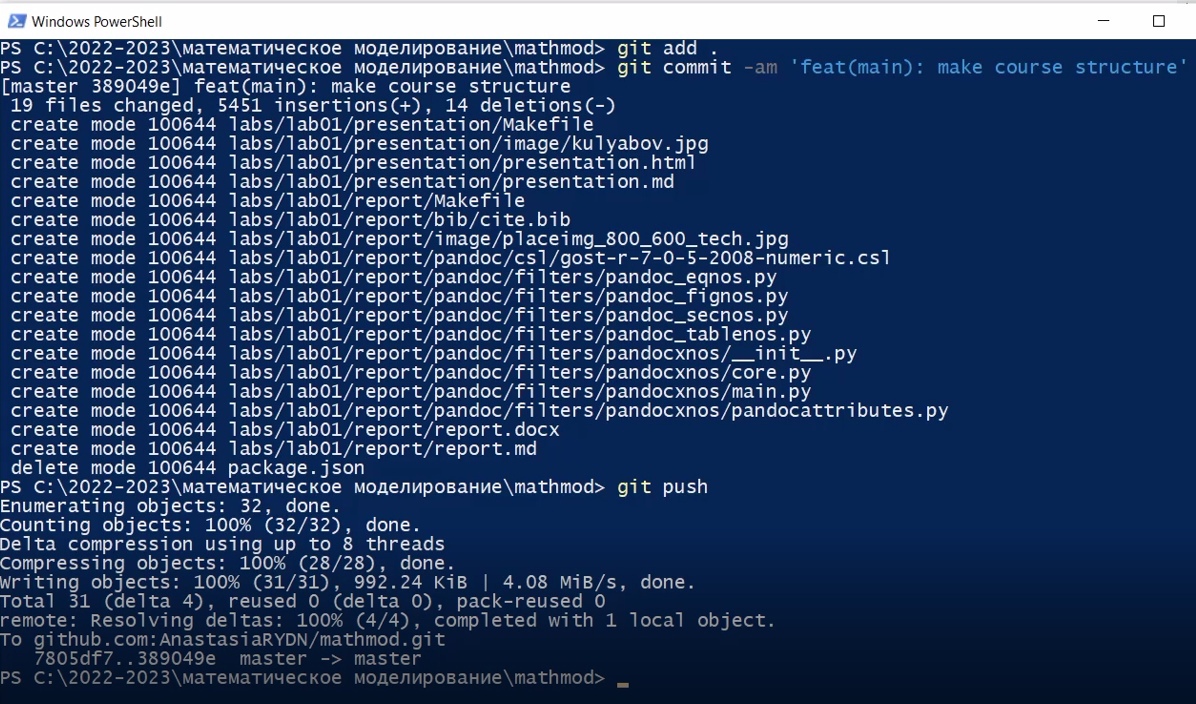 Windows PowerShell
PS C:\2022-2023\математическое моделирование\mathmod> git add .
PS C:\2022-2023\математическое моделирование\mathmod> git commit -am 'feat(main): make course structure'
[master 389049e] feat(main): make course structure
 19 files changed, 5451 insertions(+), 14 deletions(-)
 create mode 100644 labs/lab01/presentation/Makefile
 create mode 100644 labs/lab01/presentation/image/kulyabov.jpg
 create mode 100644 labs/lab01/presentation/presentation.html
 create mode 100644 labs/lab01/presentation/presentation.md
 create mode 100644 labs/lab01/report/Makefile
 create mode 100644 labs/lab01/report/bib/cite.bib
 create mode 100644 labs/lab01/report/image/placeimg_800_600_tech.jpg
 create mode 100644 labs/lab01/report/pandoc/csl/gost-r-7-0-5-2008-numeric.csl
 create mode 100644 labs/lab01/report/pandoc/filters/pandoc_eqnos.py
 create mode 100644 labs/lab01/report/pandoc/filters/pandoc_fignos.py
 create mode 100644 labs/lab01/report/pandoc/filters/pandoc_secnos.py
 create mode 100644 labs/lab01/report/pandoc/filters/pandoc_tablenos.py
 create mode 100644 labs/lab01/report/pandoc/filters/pandocxnos/__init__.py
 create mode 100644 labs/lab01/report/pandoc/filters/pandocxnos/core.py
 create mode 100644 labs/lab01/report/pandoc/filters/pandocxnos/main.py
 create mode 100644 labs/lab01/report/pandoc/filters/pandocxnos/pandocattributes.py
 create mode 100644 labs/lab01/report/report.docx
 create mode 100644 labs/lab01/report/report.md
 delete mode 100644 package.json
PS C:\2022-2023\математическое моделирование\mathmod> git push
Enumerating objects: 32, done.
Counting objects: 100% (32/32), done.
Delta compression using up to 8 threads
Compressing objects: 100% (28/28), done.
Writing objects: 100% (31/31), 992.24 KiB | 4.08 MiB/s, done.
Total 31 (delta 4), reused 0 (delta 0), pack-reused 0
remote: Resolving deltas: 100% (4/4), completed with 1 local object.
To github.com:AnastasiaRYDN/mathmod.git
   7805df7..389049e  master -> master
PS C:\2022-2023\математическое моделирование\mathmod>